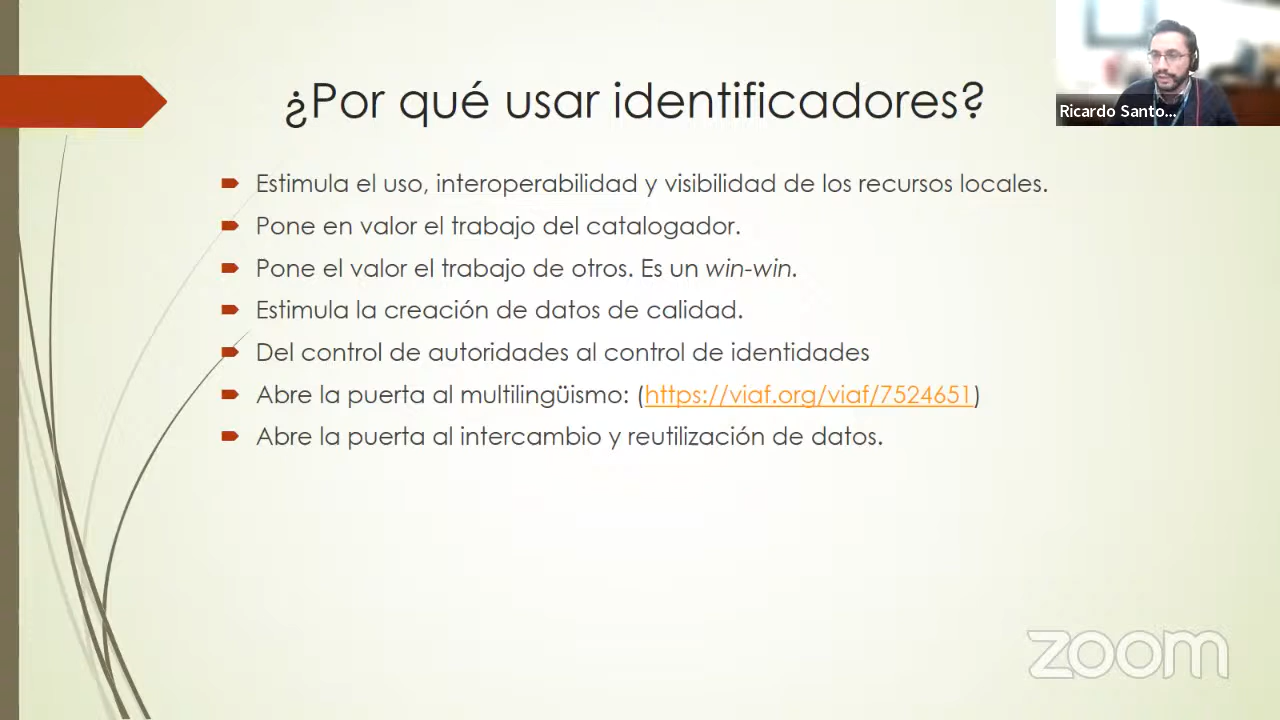 ¿Por qué usar identificadores?
Ricardo Santo...
Estimula el uso, interoperabilidad y visibilidad de los recursos locales.
Pone en valor el trabajo del catalogador.
Pone el valor el trabajo de otros. Es un win-win.
Estimula la creación de datos de calidad.
Del control de autoridades al control de identidades
Abre la puerta al multilingüismo: (https://viaf.org/viaf/7524651)
Abre la puerta al intercambio y reutilización de datos.
zoom